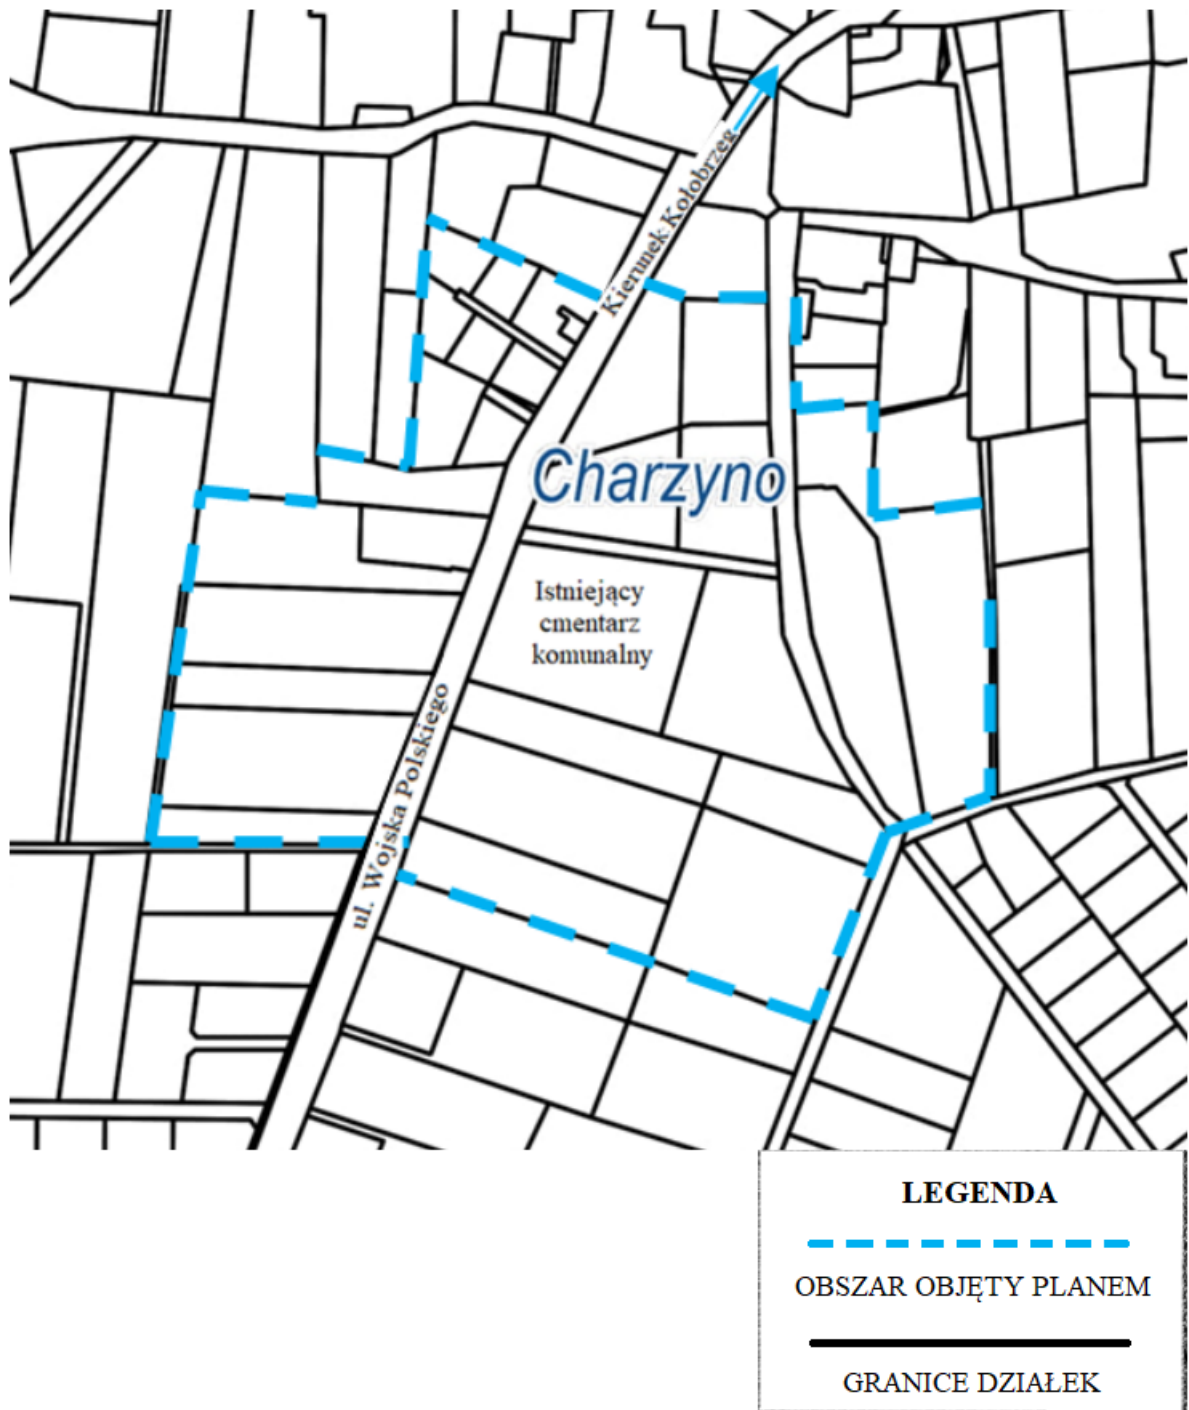 Kierunek Kołobrzeg
Charzyno
Istniejący
cmentarz
komunalny
ul. Wojska Polskiego
LEGENDA
OBSZAR OBJĘTY PLANEM
GRANICE DZIAŁEK